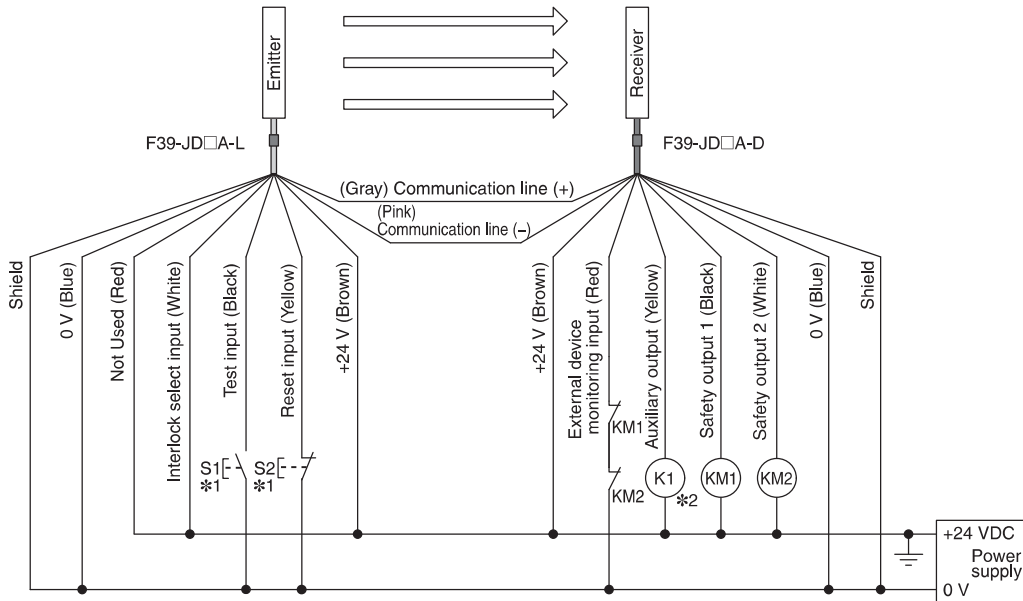 Emitter
Receiver
F39-JD□A-L
F39-JD□A-D
(Gray) Communication line (+)
(Pink)
Communication line (–)
Shield
0 V (Blue)
Not Used (Red)
Interlock select input (White)
Test input (Black)
Reset input (Yellow)
+24 V (Brown)
+24 V (Brown)
External device
monitoring input (Red)
Auxiliary output (Yellow)
Safety output 1 (Black)
Safety output 2 (White)
0 V (Blue)
Shield
S1
✻1
S2
✻1
KM1
KM2
K1
✻2
KM1
KM2
+24 VDC
Power
supply
0 V